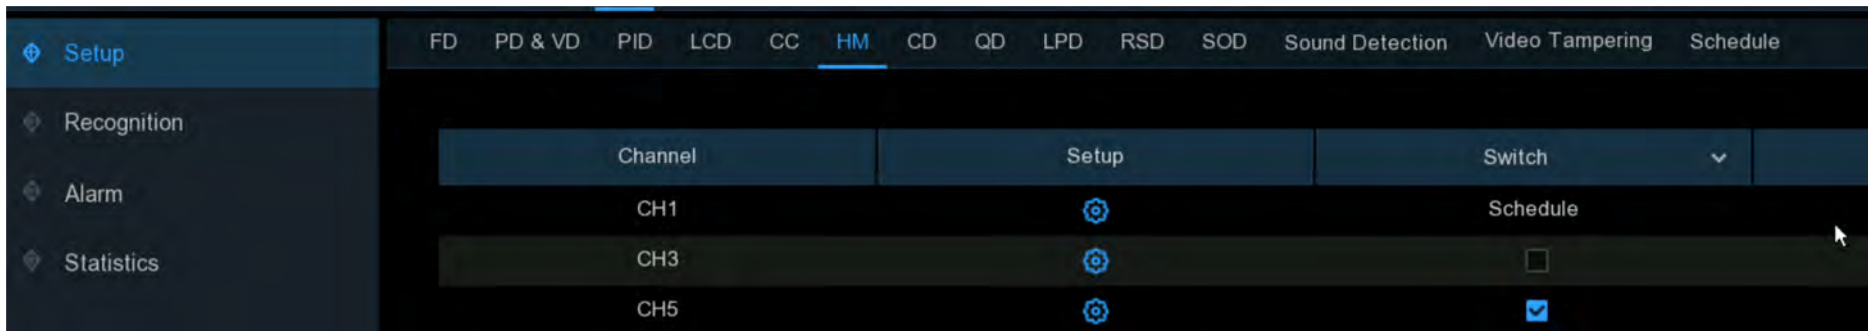 Setup
Recognition
Alarm
Statistics
FD PD & VD PID LCD CC HM CD QD LPD RSD SOD Sound Detection Video Tampering Schedule
Channel Setup Switch
CH1 Schedule
CH3
CH5